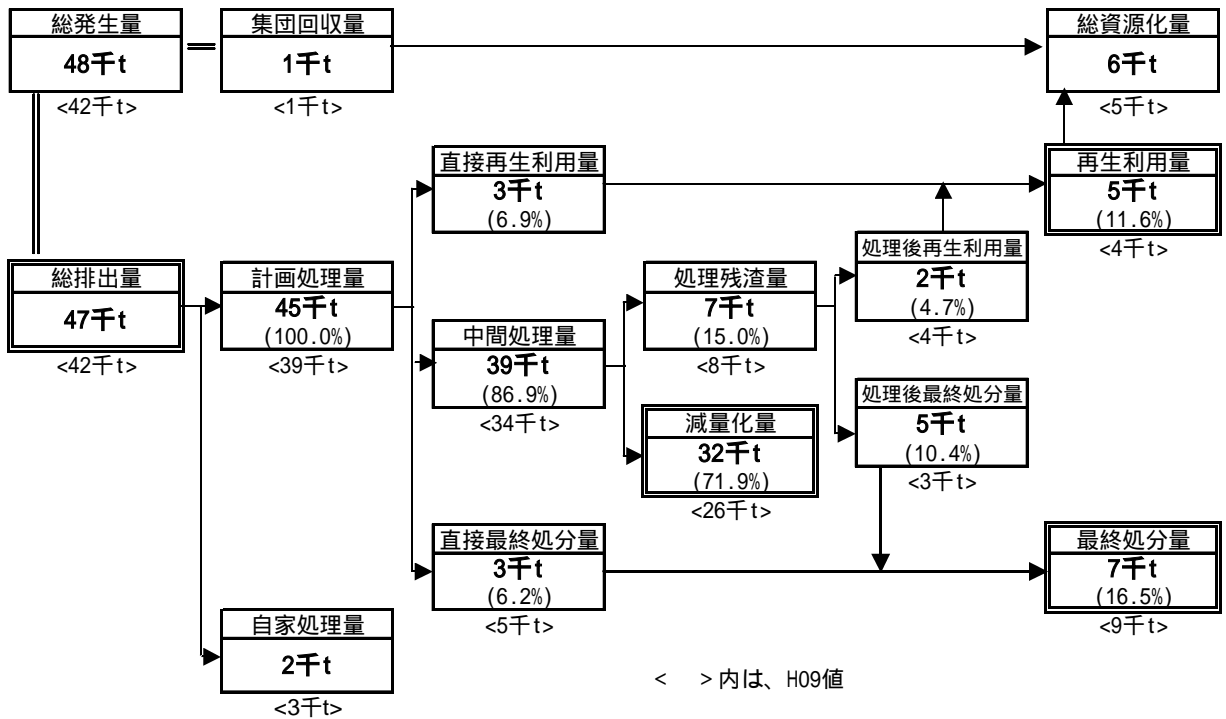 総発生量
48千t
<42千t>
集団回収量
1千t
<1千t>
総資源化量
6千t
<5千t>
直接再生利用量
3千t
(6.9%)
再生利用量
5千t
(11.6%)
<4千t>
総排出量
47千t
<42千t>
計画処理量
45千t
(100.0%)
<39千t>
中間処理量
39千t
(86.9%)
<34千t>
処理残渣量
7千t
(15.0%)
<8千t>
処理後再生利用量
2千t
(4.7%)
<4千t>
減量化量
32千t
(71.9%)
<26千t>
処理後最終処分量
5千t
(10.4%)
<3千t>
直接最終処分量
3千t
(6.2%)
<5千t>
最終処分量
7千t
(16.5%)
<9千t>
自家処理量
2千t
<3千t>
< >内は、H09値